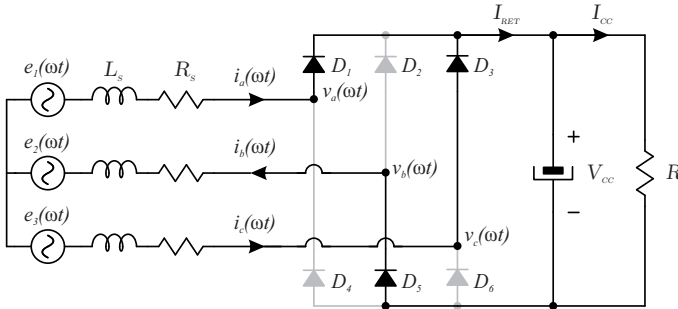 I_RET I_CC
e_1(ωt) L_s R_s i_a(ωt) D_1 D_2 D_3
v_a(ωt)
e_2(ωt) i_b(ωt) v_b(ωt) + V_CC R
e_3(ωt) i_c(ωt) v_c(ωt) −
D_4 D_5 D_6